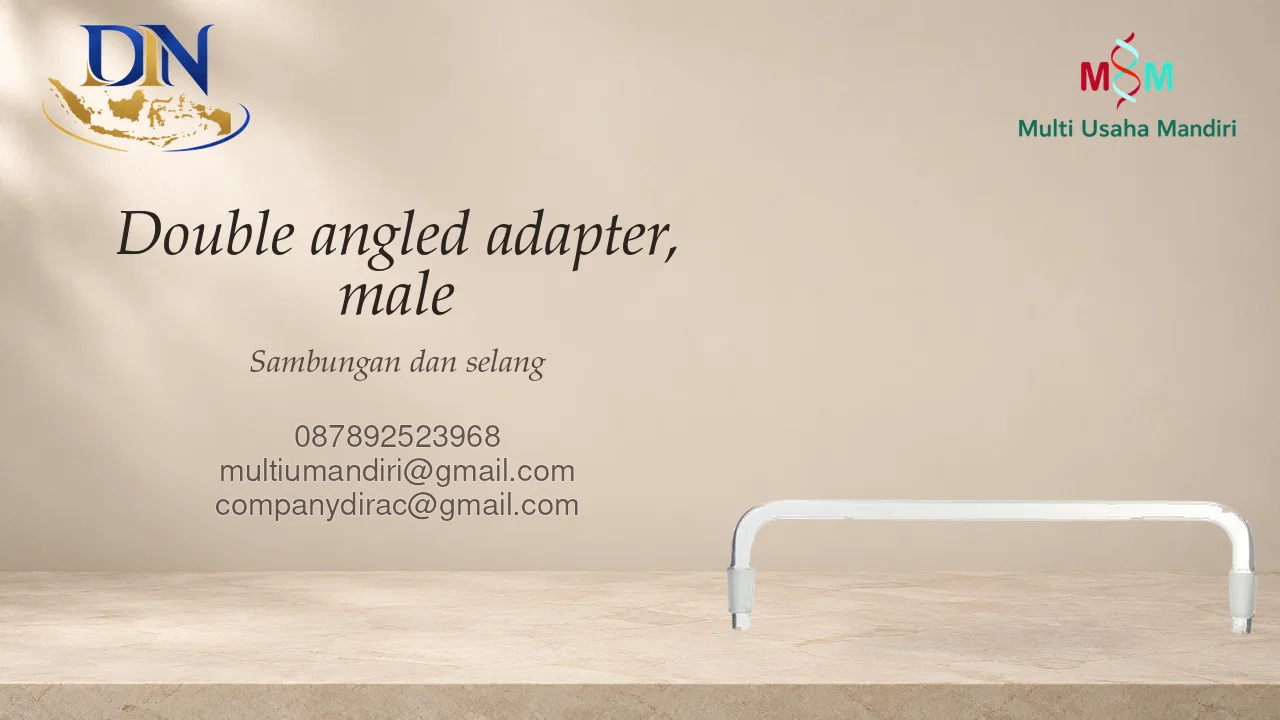 DIN
M M
Multi Usaha Mandiri
Double angled adapter,
male
Sambungan dan selang
087892523968
multiumandiri@gmail.com
companydirac@gmail.com